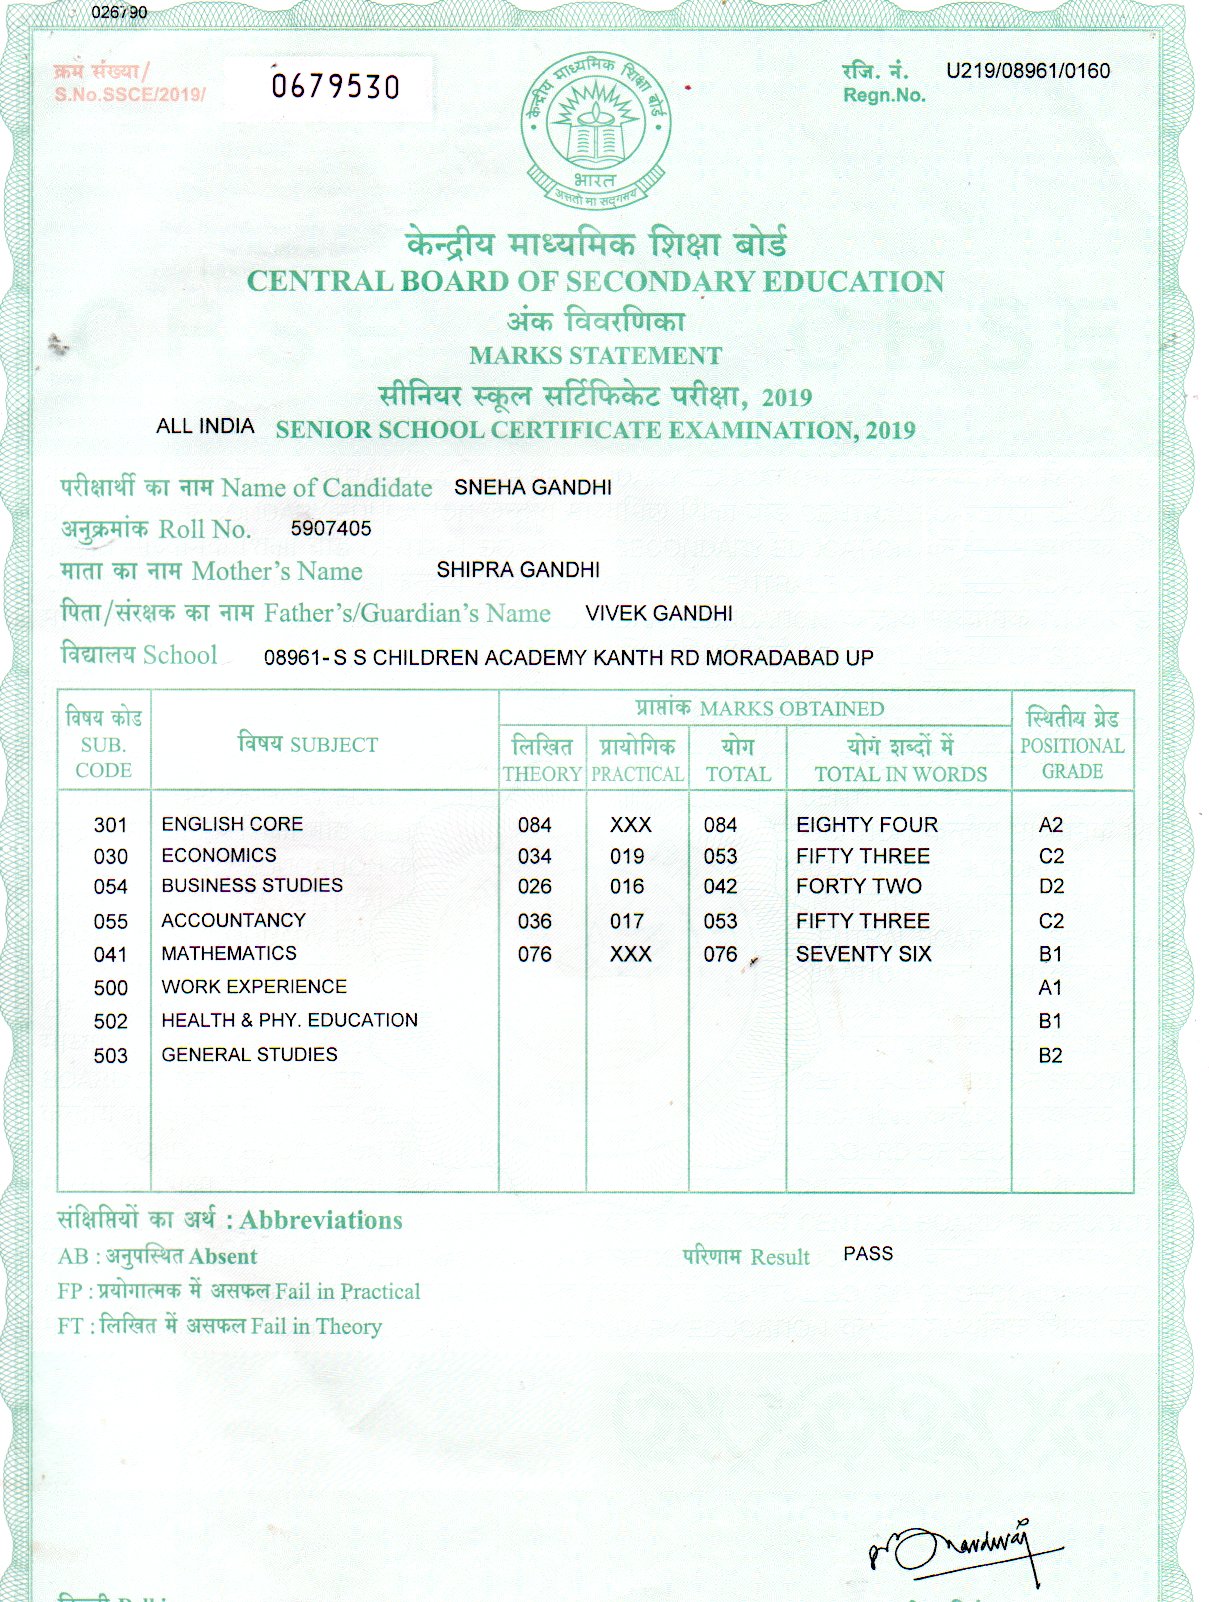 026790
क्रम संख्या/
S.No.SSCE/2019/ 0679530
रजि. नं. U219/08961/0160
Regn.No.
केन्द्रीय माध्यमिक शिक्षा बोर्ड
भारत
असतो मा सद्गमय
केन्द्रीय माध्यमिक शिक्षा बोर्ड
CENTRAL BOARD OF SECONDARY EDUCATION
अंक विवरणिका
MARKS STATEMENT
सीनियर स्कूल सर्टिफिकेट परीक्षा, 2019
ALL INDIA SENIOR SCHOOL CERTIFICATE EXAMINATION, 2019
परीक्षार्थी का नाम Name of Candidate SNEHA GANDHI
अनुक्रमांक Roll No. 5907405
माता का नाम Mother's Name SHIPRA GANDHI
पिता/संरक्षक का नाम Father's/Guardian's Name VIVEK GANDHI
विद्यालय School 08961- S S CHILDREN ACADEMY KANTH RD MORADABAD UP
विषय कोड SUB. CODE
विषय SUBJECT
प्राप्तांक MARKS OBTAINED
लिखित THEORY
प्रायोगिक PRACTICAL
योग TOTAL
योग शब्दों में TOTAL IN WORDS
स्थितीय ग्रेड POSITIONAL GRADE
301 ENGLISH CORE 084 XXX 084 EIGHTY FOUR A2
030 ECONOMICS 034 019 053 FIFTY THREE C2
054 BUSINESS STUDIES 026 016 042 FORTY TWO D2
055 ACCOUNTANCY 036 017 053 FIFTY THREE C2
041 MATHEMATICS 076 XXX 076 SEVENTY SIX B1
500 WORK EXPERIENCE A1
502 HEALTH & PHY. EDUCATION B1
503 GENERAL STUDIES B2
संक्षिप्तियों का अर्थ : Abbreviations
AB : अनुपस्थित Absent
परिणाम Result PASS
FP : प्रयोगात्मक में असफल Fail in Practical
FT : लिखित में असफल Fail in Theory